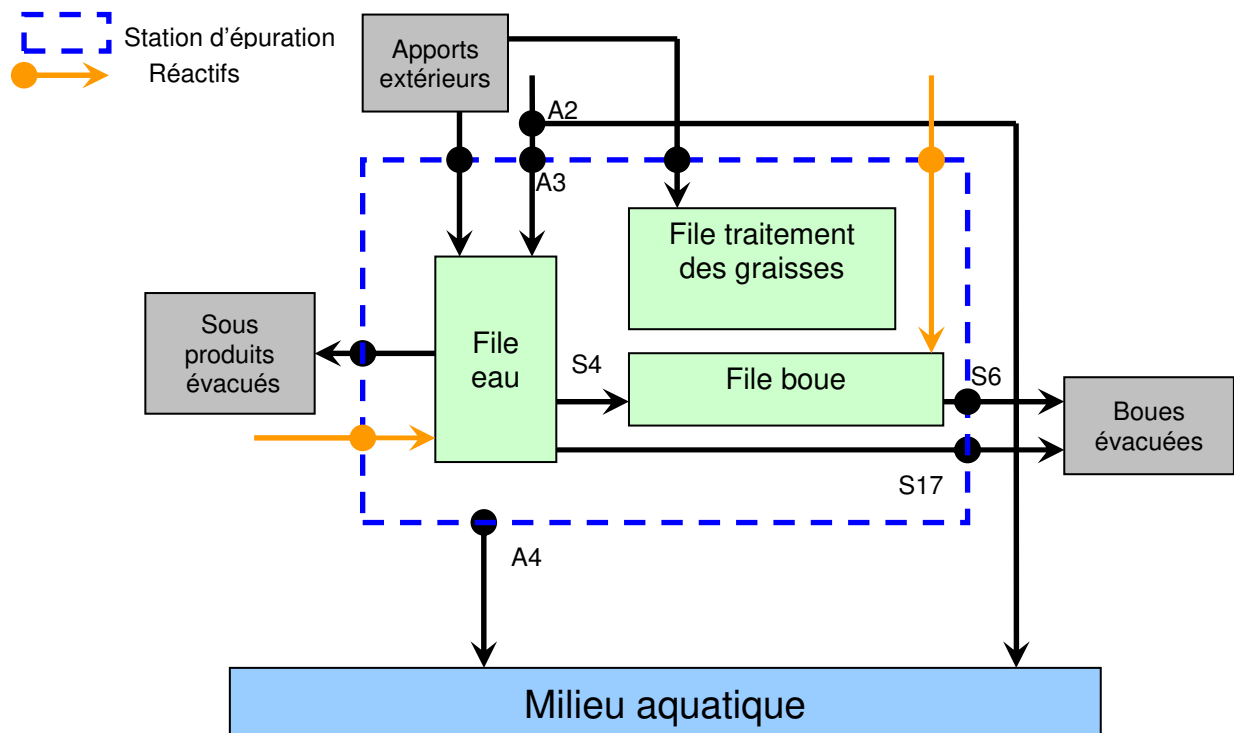 Station d'épuration
Réactifs
Apports
extérieurs
A2
A3
File traitement
des graisses
Sous
produits
évacués
File
eau
S4
File boue
S6
Boues
évacuées
S17
A4
Milieu aquatique